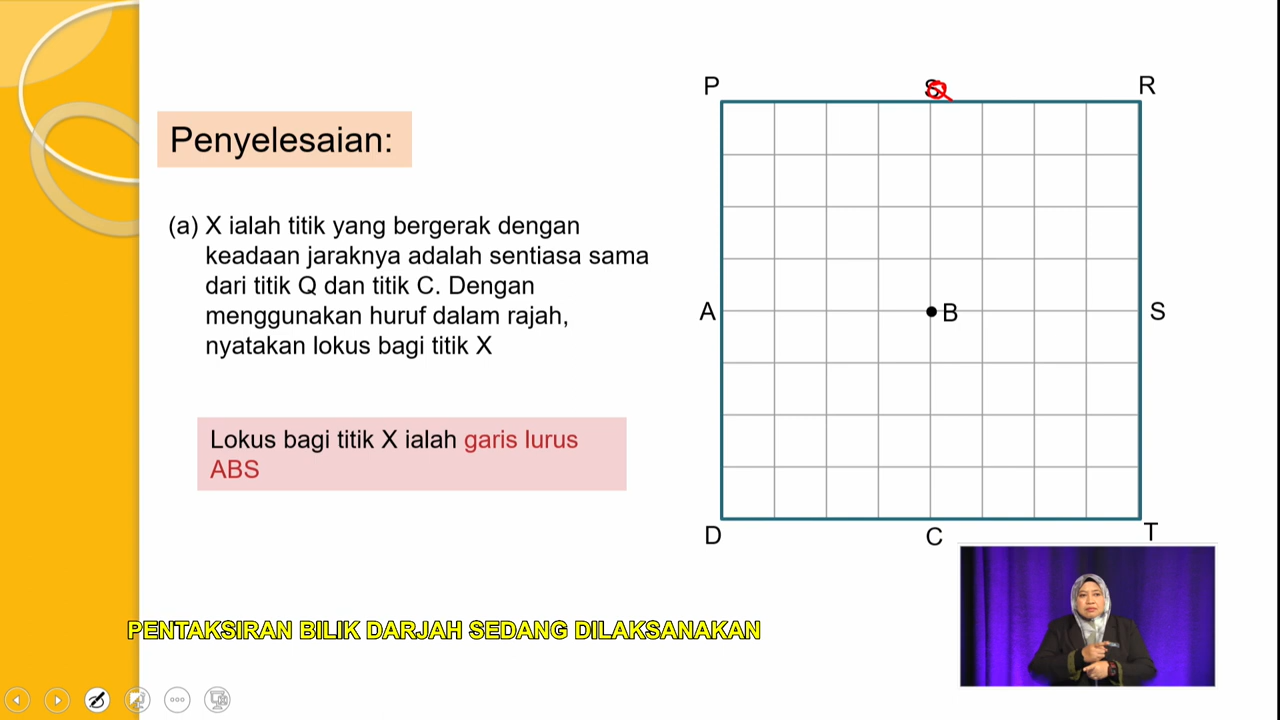 P
Q
R
Penyelesaian:
(a) X ialah titik yang bergerak dengan
keadaan jaraknya adalah sentiasa sama
dari titik Q dan titik C. Dengan
menggunakan huruf dalam rajah,
nyatakan lokus bagi titik X
A
B
S
Lokus bagi titik X ialah garis lurus
ABS
D
C
T
PENTAKSIRAN BILIK DARJAH SEDANG DILAKSANAKAN